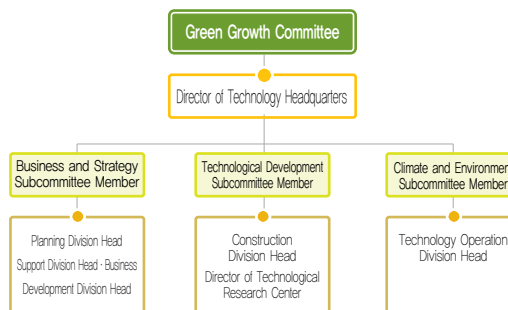 Green Growth Committee
Director of Technology Headquarters
Business and Strategy
Subcommittee Member
Technological Development
Subcommittee Member
Climate and Environment
Subcommittee Member
Planning Division Head
Support Division Head · Business
Development Division Head
Construction
Division Head
Director of Technological
Research Center
Technology Operation
Division Head